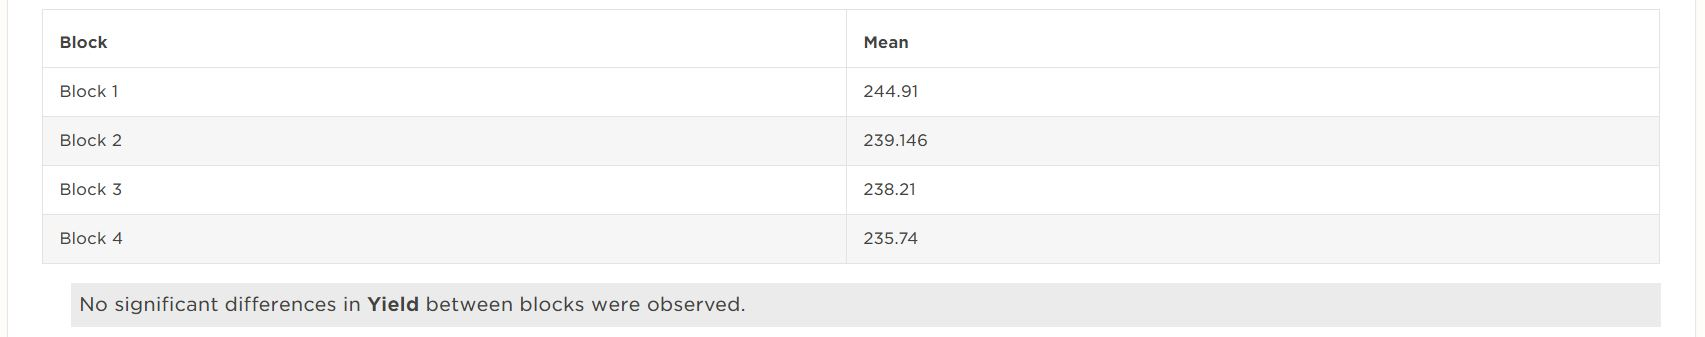 Block Mean
Block 1 244.91
Block 2 239.146
Block 3 238.21
Block 4 235.74
No significant differences in Yield between blocks were observed.